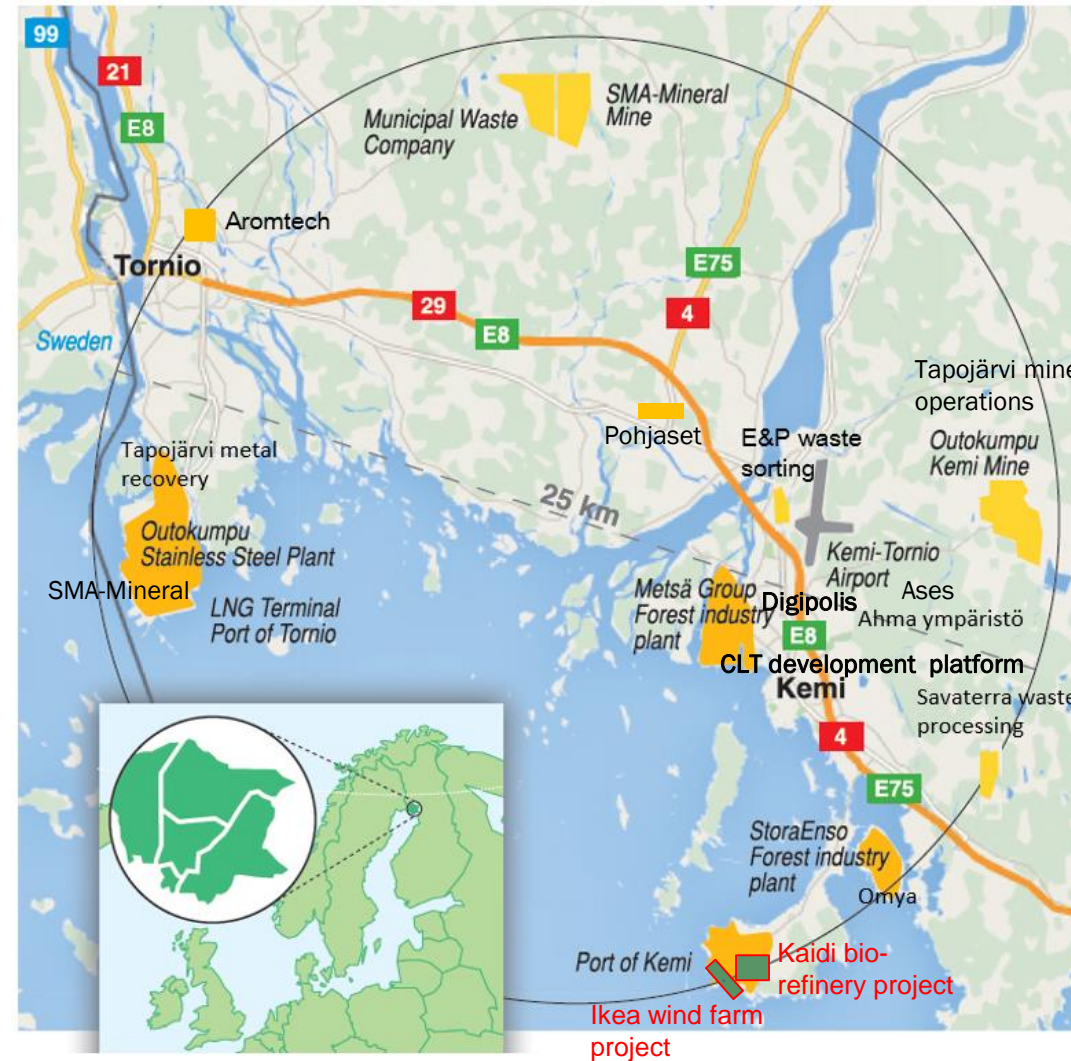 99
21
E8
Municipal Waste
Company
SMA-Mineral
Mine
Aromtech
Tornio
E75
29
4
E8
Sweden
Tapojärvi mine
operations
Pohjaset
E&P waste
sorting
Outokumpu
Kemi Mine
Tapojärvi metal
recovery
25 km
Outokumpu
Stainless Steel Plant
Kemi-Tornio
Airport
SMA-Mineral
LNG Terminal
Port of Tornio
Metsä Group
Forest industry
plant
Digipolis
Ases
Ahma ympäristö
E8
CLT development platform
Kemi
Savaterra waste
processing
4
E75
StoraEnso
Forest industry
plant
Omya
Port of Kemi
Kaidi bio-
refinery project
Ikea wind farm
project